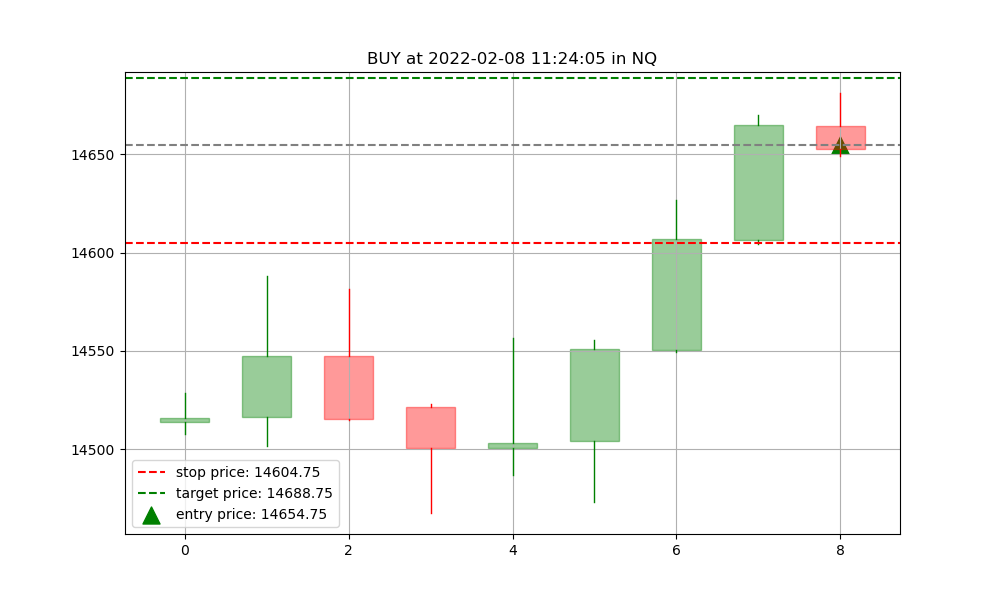 BUY at 2022-02-08 11:24:05 in NQ
14650
14600
14550
14500
stop price: 14604.75
target price: 14688.75
entry price: 14654.75
0 2 4 6 8